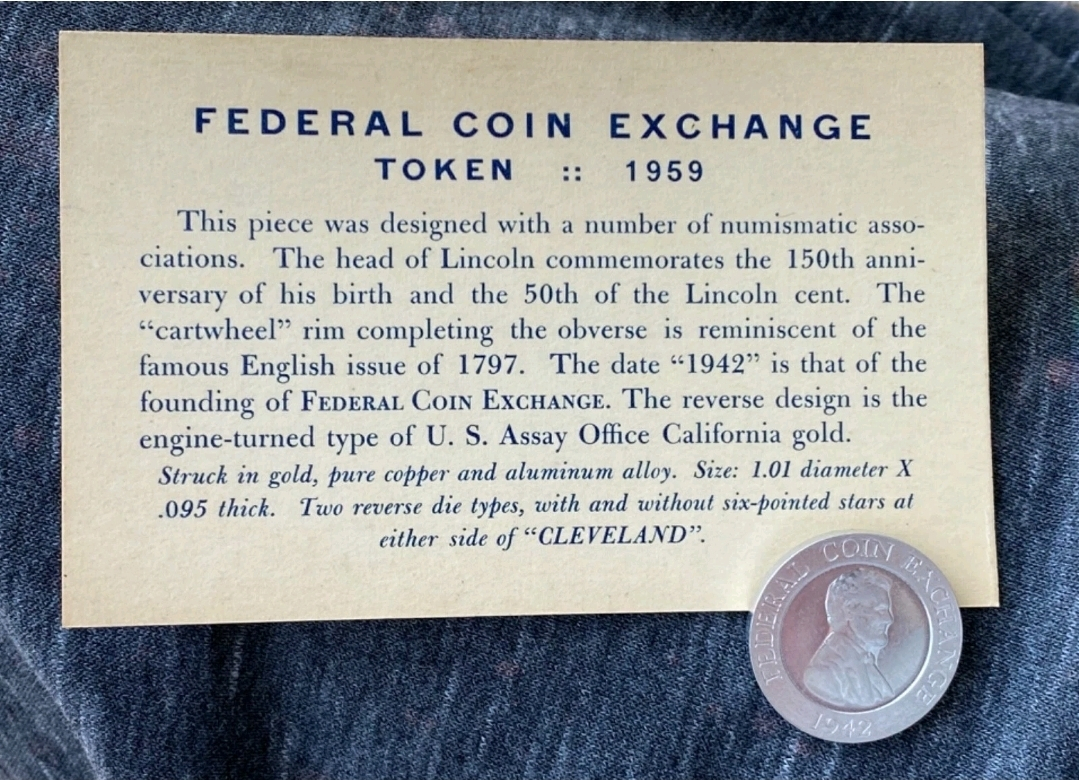 FEDERAL COIN EXCHANGE
TOKEN :: 1959
This piece was designed with a number of numismatic asso-
ciations. The head of Lincoln commemorates the 150th anni-
versary of his birth and the 50th of the Lincoln cent. The
“cartwheel” rim completing the obverse is reminiscent of the
famous English issue of 1797. The date “1942” is that of the
founding of FEDERAL COIN EXCHANGE. The reverse design is the
engine-turned type of U. S. Assay Office California gold.
Struck in gold, pure copper and aluminum alloy. Size: 1.01 diameter X
.095 thick. Two reverse die types, with and without six-pointed stars at
either side of “CLEVELAND”.
FEDERAL COIN EXCHANGE
1942